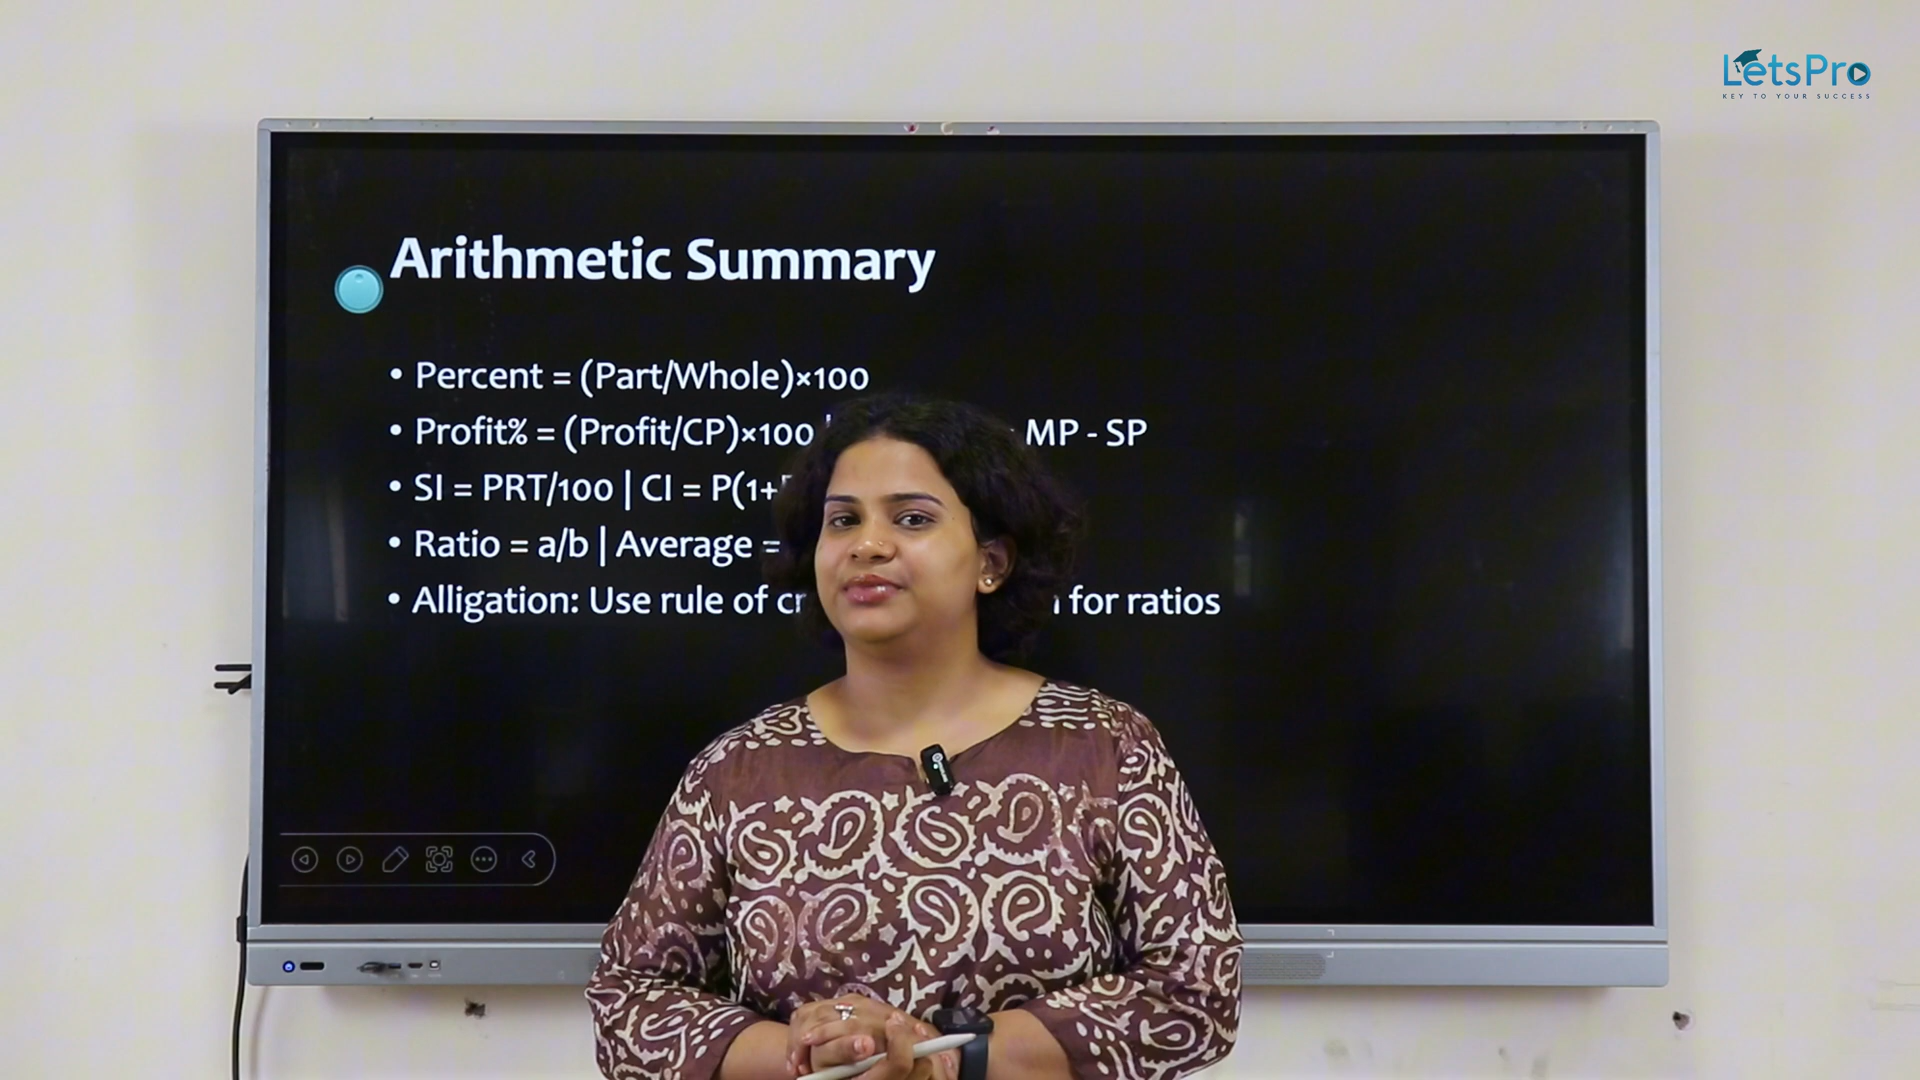 LetsPro
KEY TO YOUR SUCCESS
Arithmetic Summary
• Percent = (Part/Whole)×100
• Profit% = (Profit/CP)×100 MP - SP
• SI = PRT/100 | CI = P(1+
• Ratio = a/b | Average =
• Alligation: Use rule of for ratios